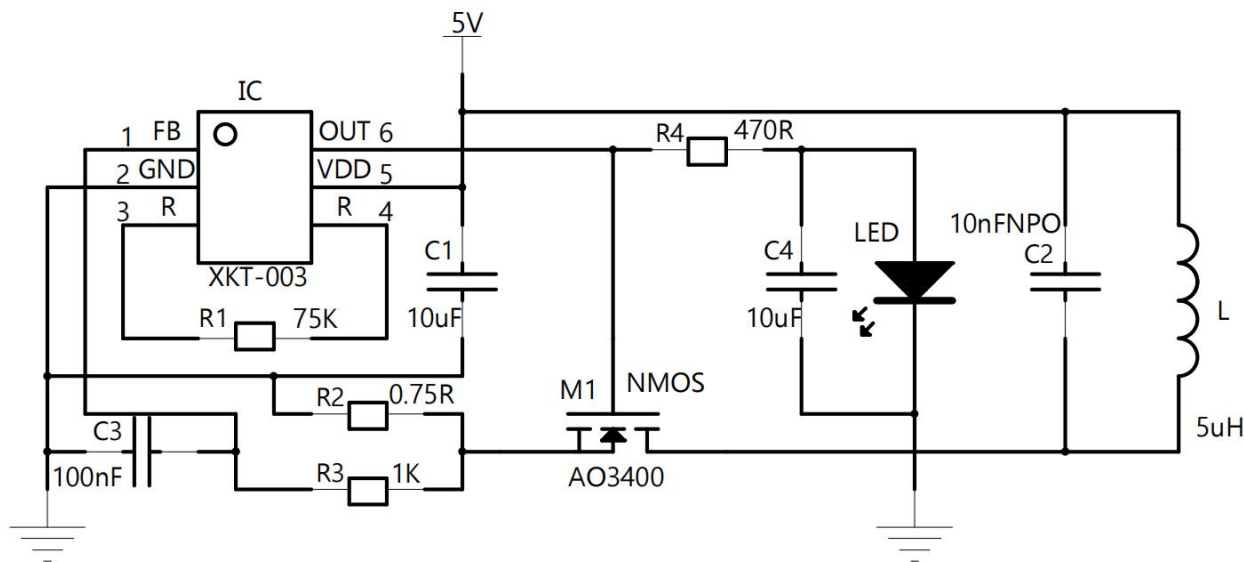 5V
IC
1 FB OUT 6
2 GND VDD 5
3 R R 4
XKT-003
R1 75K
C1
10uF
R4 470R
C4
10uF
LED
10nFNPO
C2
L
5uH
R2 0.75R
C3
100nF
R3 1K
M1 NMOS
AO3400